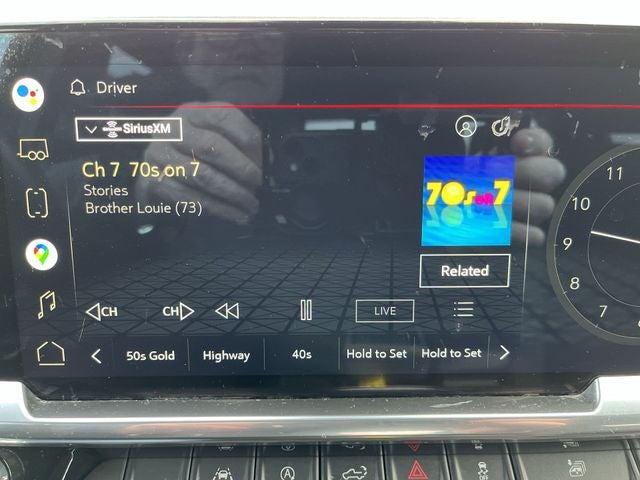 Driver
SiriusXM
Ch 7 70s on 7
Stories
Brother Louie (73)
70s on 7
Related
CH
CH
LIVE
50s Gold
Highway
40s
Hold to Set
Hold to Set
11
10
9
8
7
OFF